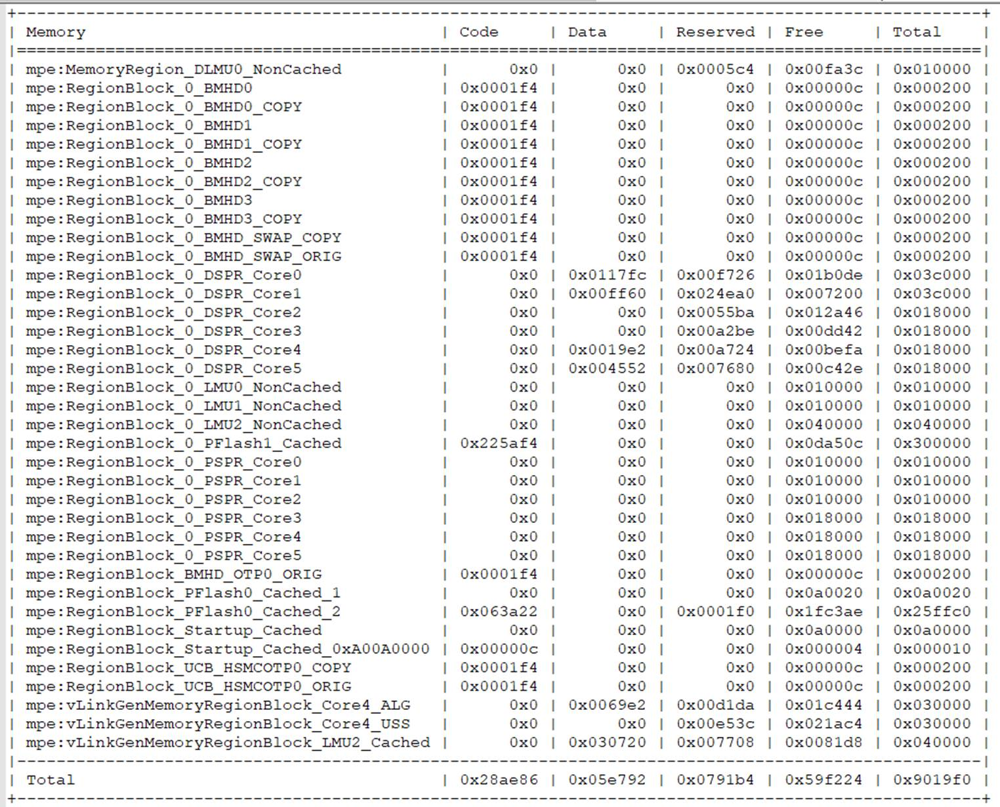 +---------------------------------------------------------------------------------------------------+
| Memory | Code | Data | Reserved | Free | Total |
|===================================================================================================|
| mpe:MemoryRegion_DLMU0_NonCached | 0x0 | 0x0 | 0x0005c4 | 0x00fa3c | 0x010000 |
| mpe:RegionBlock_0_BMHD0 | 0x0001f4 | 0x0 | 0x0 | 0x00000c | 0x000200 |
| mpe:RegionBlock_0_BMHD0_COPY | 0x0001f4 | 0x0 | 0x0 | 0x00000c | 0x000200 |
| mpe:RegionBlock_0_BMHD1 | 0x0001f4 | 0x0 | 0x0 | 0x00000c | 0x000200 |
| mpe:RegionBlock_0_BMHD1_COPY | 0x0001f4 | 0x0 | 0x0 | 0x00000c | 0x000200 |
| mpe:RegionBlock_0_BMHD2 | 0x0001f4 | 0x0 | 0x0 | 0x00000c | 0x000200 |
| mpe:RegionBlock_0_BMHD2_COPY | 0x0001f4 | 0x0 | 0x0 | 0x00000c | 0x000200 |
| mpe:RegionBlock_0_BMHD3 | 0x0001f4 | 0x0 | 0x0 | 0x00000c | 0x000200 |
| mpe:RegionBlock_0_BMHD3_COPY | 0x0001f4 | 0x0 | 0x0 | 0x00000c | 0x000200 |
| mpe:RegionBlock_0_BMHD_SWAP_COPY | 0x0001f4 | 0x0 | 0x0 | 0x00000c | 0x000200 |
| mpe:RegionBlock_0_BMHD_SWAP_ORIG | 0x0001f4 | 0x0 | 0x0 | 0x00000c | 0x000200 |
| mpe:RegionBlock_0_DSPR_Core0 | 0x0 | 0x0117fc | 0x00f726 | 0x01b0de | 0x03c000 |
| mpe:RegionBlock_0_DSPR_Core1 | 0x0 | 0x00ff60 | 0x024ea0 | 0x007200 | 0x03c000 |
| mpe:RegionBlock_0_DSPR_Core2 | 0x0 | 0x0 | 0x0055ba | 0x012a46 | 0x018000 |
| mpe:RegionBlock_0_DSPR_Core3 | 0x0 | 0x0 | 0x00a2be | 0x00dd42 | 0x018000 |
| mpe:RegionBlock_0_DSPR_Core4 | 0x0 | 0x0019e2 | 0x00a724 | 0x00befa | 0x018000 |
| mpe:RegionBlock_0_DSPR_Core5 | 0x0 | 0x004552 | 0x007680 | 0x00c42e | 0x018000 |
| mpe:RegionBlock_0_LMU0_NonCached | 0x0 | 0x0 | 0x0 | 0x010000 | 0x010000 |
| mpe:RegionBlock_0_LMU1_NonCached | 0x0 | 0x0 | 0x0 | 0x010000 | 0x010000 |
| mpe:RegionBlock_0_LMU2_NonCached | 0x0 | 0x0 | 0x0 | 0x040000 | 0x040000 |
| mpe:RegionBlock_0_PFlash1_Cached | 0x225af4 | 0x0 | 0x0 | 0x0da50c | 0x300000 |
| mpe:RegionBlock_0_PSPR_Core0 | 0x0 | 0x0 | 0x0 | 0x010000 | 0x010000 |
| mpe:RegionBlock_0_PSPR_Core1 | 0x0 | 0x0 | 0x0 | 0x010000 | 0x010000 |
| mpe:RegionBlock_0_PSPR_Core2 | 0x0 | 0x0 | 0x0 | 0x010000 | 0x010000 |
| mpe:RegionBlock_0_PSPR_Core3 | 0x0 | 0x0 | 0x0 | 0x018000 | 0x018000 |
| mpe:RegionBlock_0_PSPR_Core4 | 0x0 | 0x0 | 0x0 | 0x018000 | 0x018000 |
| mpe:RegionBlock_0_PSPR_Core5 | 0x0 | 0x0 | 0x0 | 0x018000 | 0x018000 |
| mpe:RegionBlock_BMHD_OTP0_ORIG | 0x0001f4 | 0x0 | 0x0 | 0x00000c | 0x000200 |
| mpe:RegionBlock_PFlash0_Cached_1 | 0x0 | 0x0 | 0x0 | 0x0a0020 | 0x0a0020 |
| mpe:RegionBlock_PFlash0_Cached_2 | 0x063a22 | 0x0 | 0x0001f0 | 0x1fc3ae | 0x25ffc0 |
| mpe:RegionBlock_Startup_Cached | 0x0 | 0x0 | 0x0 | 0x0a0000 | 0x0a0000 |
| mpe:RegionBlock_Startup_Cached_0xA00A0000 | 0x00000c | 0x0 | 0x0 | 0x000004 | 0x000010 |
| mpe:RegionBlock_UCB_HSMCOTP0_COPY | 0x0001f4 | 0x0 | 0x0 | 0x00000c | 0x000200 |
| mpe:RegionBlock_UCB_HSMCOTP0_ORIG | 0x0001f4 | 0x0 | 0x0 | 0x00000c | 0x000200 |
| mpe:vLinkGenMemoryRegionBlock_Core4_ALG | 0x0 | 0x0069e2 | 0x00d1da | 0x01c444 | 0x030000 |
| mpe:vLinkGenMemoryRegionBlock_Core4_USS | 0x0 | 0x0 | 0x00e53c | 0x021ac4 | 0x030000 |
| mpe:vLinkGenMemoryRegionBlock_LMU2_Cached | 0x0 | 0x030720 | 0x007708 | 0x0081d8 | 0x040000 |
|---------------------------------------------------------------------------------------------------|
| Total | 0x28ae86 | 0x05e792 | 0x0791b4 | 0x59f224 | 0x9019f0 |
+---------------------------------------------------------------------------------------------------+